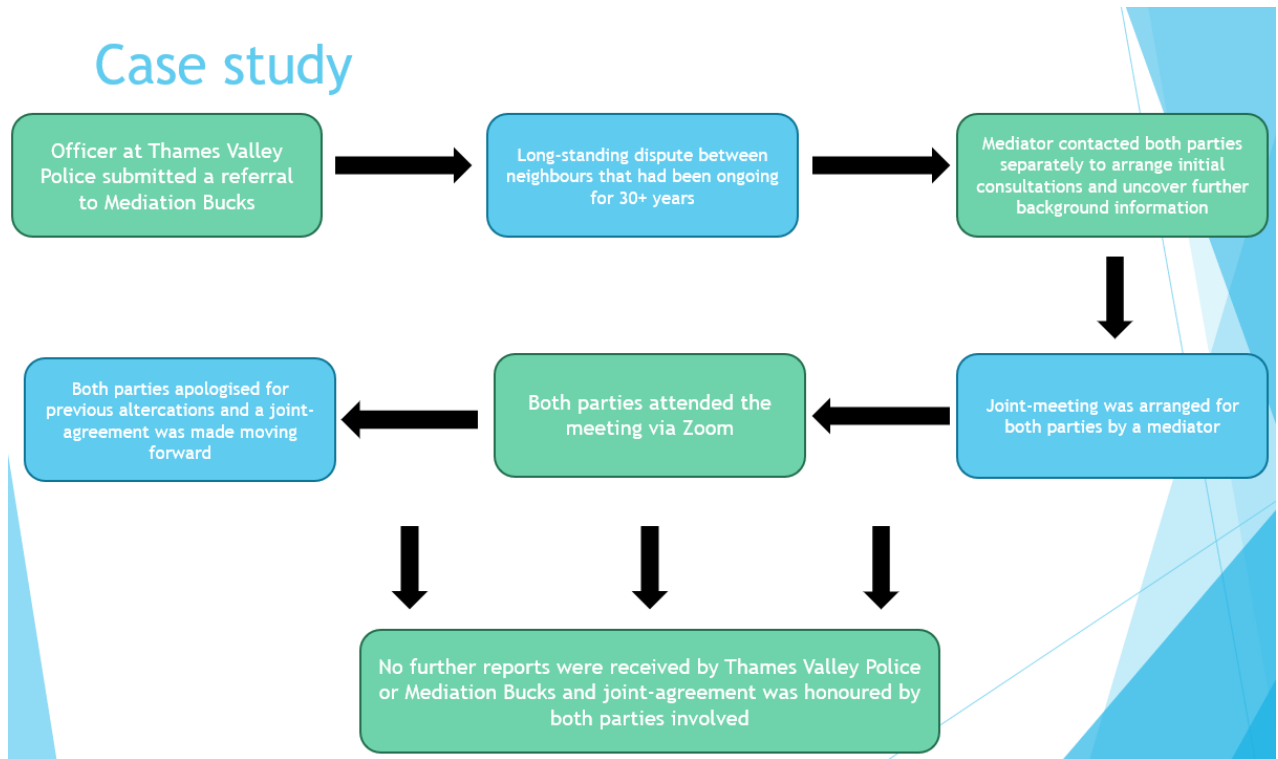 Case study
Officer at Thames Valley
Police submitted a referral
to Mediation Bucks
Long-standing dispute between
neighbours that had been ongoing
for 30+ years
Mediator contacted both parties
separately to arrange initial
consultations and uncover further
background information
Joint-meeting was arranged for
both parties by a mediator
Both parties attended the
meeting via Zoom
Both parties apologised for
previous altercations and a joint-
agreement was made moving
forward
No further reports were received by Thames Valley Police
or Mediation Bucks and joint-agreement was honoured by
both parties involved